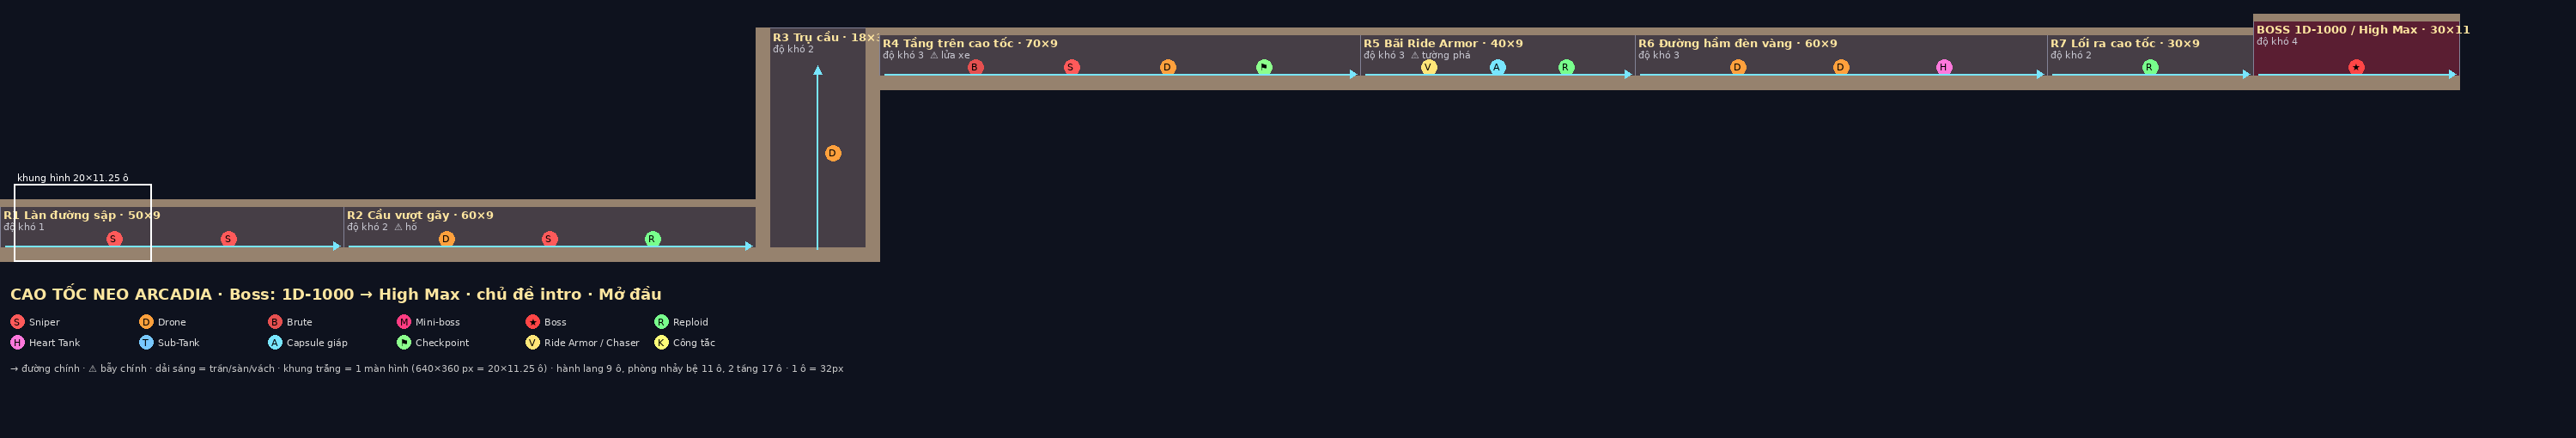 R3 Trụ cầu · 18×
độ khó 2
D
R4 Tầng trên cao tốc · 70×9
độ khó 3 ⚠ lửa xe
B
S
D
⚑
R5 Bãi Ride Armor · 40×9
độ khó 3 ⚠ tường phá
V
A
R
R6 Đường hầm đèn vàng · 60×9
độ khó 3
D
D
H
R7 Lối ra cao tốc · 30×9
độ khó 2
R
BOSS 1D-1000 / High Max · 30×11
độ khó 4
★
khung hình 20×11.25 ô
R1 Làn đường sập · 50×9
độ khó 1
S
S
R2 Cầu vượt gãy · 60×9
độ khó 2 ⚠ hố
D
S
R
CAO TỐC NEO ARCADIA · Boss: 1D-1000 → High Max · chủ đề intro · Mở đầu
S Sniper D Drone B Brute M Mini-boss ★ Boss R Reploid
H Heart Tank T Sub-Tank A Capsule giáp ⚑ Checkpoint V Ride Armor / Chaser K Công tắc
→ đường chính · ⚠ bẫy chính · dải sáng = trần/sàn/vách · khung trắng = 1 màn hình (640×360 px = 20×11.25 ô) · hành lang 9 ô, phòng nhảy bệ 11 ô, 2 tầng 17 ô · 1 ô = 32px